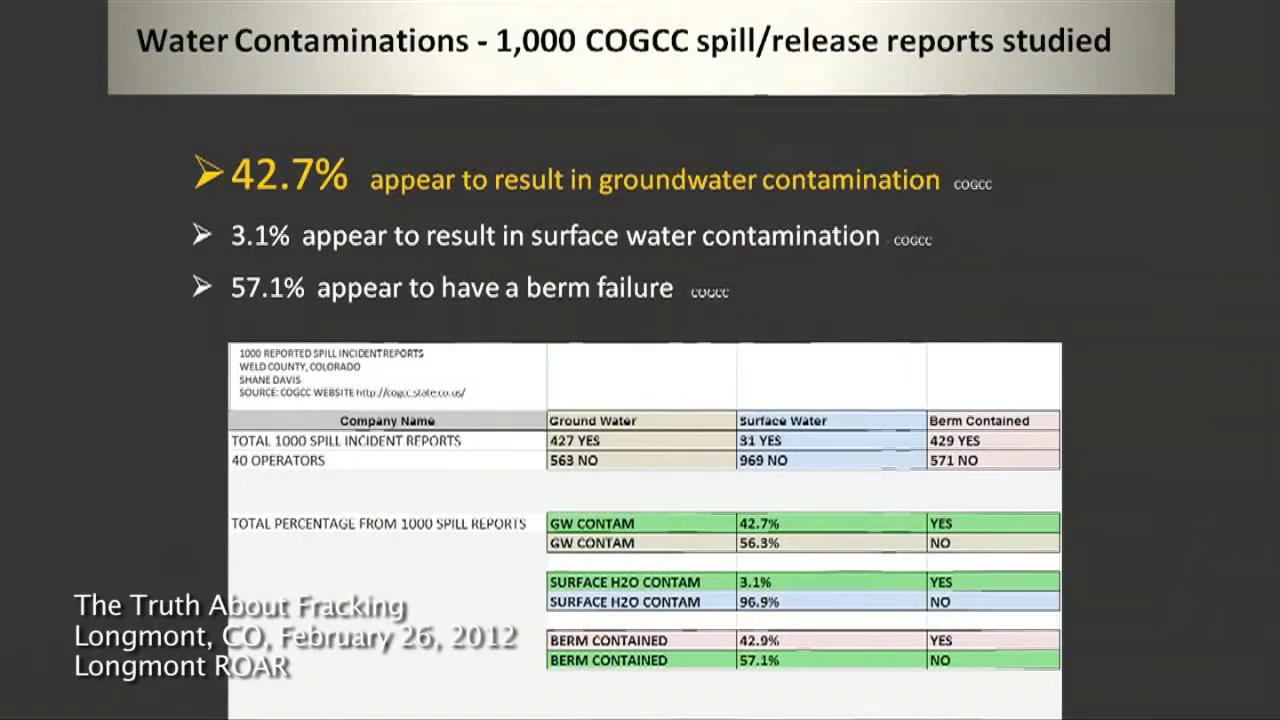 Water Contaminations - 1,000 COGCC spill/release reports studied
42.7% appear to result in groundwater contamination COGCC
3.1% appear to result in surface water contamination COGCC
57.1% appear to have a berm failure COGCC
1000 REPORTED SPILL INCIDENT REPORTS
WELD COUNTY, COLORADO
SHANE DAVIS
SOURCE: COGCC WEBSITE http://cogcc.state.co.us/
Company Name Ground Water Surface Water Berm Contained
TOTAL 1000 SPILL INCIDENT REPORTS 427 YES 31 YES 429 YES
40 OPERATORS 563 NO 969 NO 571 NO
TOTAL PERCENTAGE FROM 1000 SPILL REPORTS GW CONTAM 42.7% YES
GW CONTAM 56.3% NO
SURFACE H2O CONTAM 3.1% YES
SURFACE H2O CONTAM 96.9% NO
BERM CONTAINED 42.9% YES
BERM CONTAINED 57.1% NO
The Truth About Fracking
Longmont, CO, February 26, 2012
Longmont ROAR